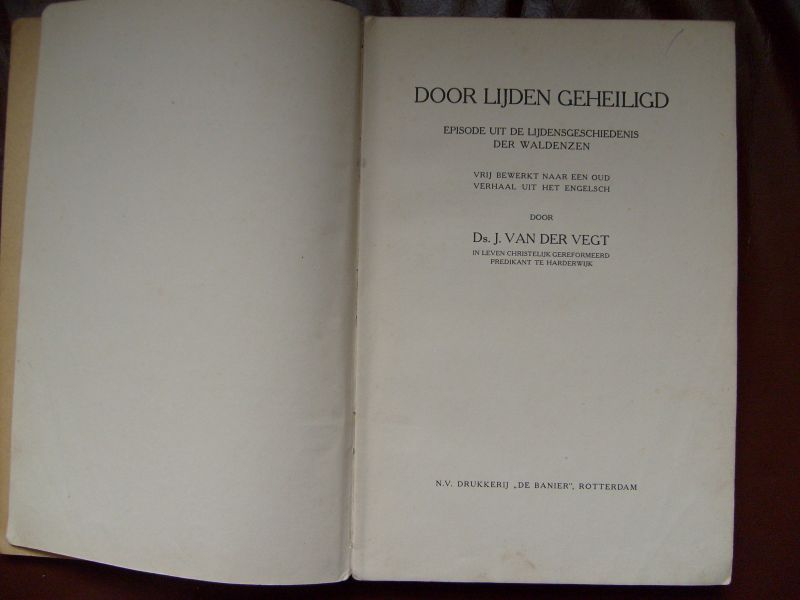 DOOR LIJDEN GEHEILIGD
EPISODE UIT DE LIJDENSGESCHIEDENIS
DER WALDENZEN
VRIJ BEWERKT NAAR EEN OUD
VERHAAL UIT HET ENGELSCH
DOOR
Ds. J. VAN DER VEGT
IN LEVEN CHRISTELIJK GEREFORMEERD
PREDIKANT TE HARDERWIJK
N.V. DRUKKERIJ „DE BANIER”, ROTTERDAM